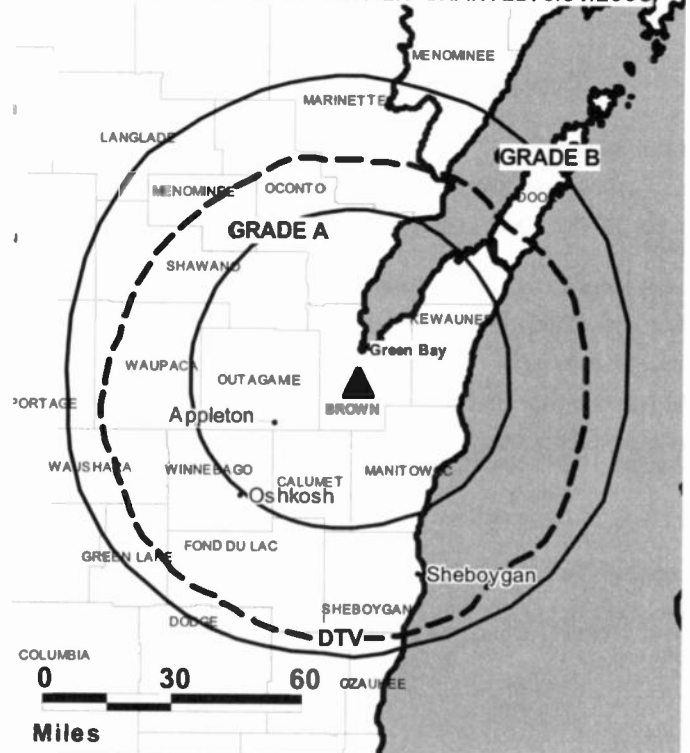 MENOMINEE
MARINETTE
LANGLADE
GRADE B
MENOMINEE
OCONTO
DOOR
GRADE A
SHAWANO
KEWAUNEE
Green Bay
WAUPACA
OUTAGAMIE
PORTAGE
BROWN
Appleton
WAUSHARA
WINNEBAGO
MANITOWOC
CALUMET
Oshkosh
FOND DU LAC
GREEN LAKE
Sheboygan
SHEBOYGAN
DODGE
DTV
COLUMBIA
0 30 60
OZAUKEE
Miles